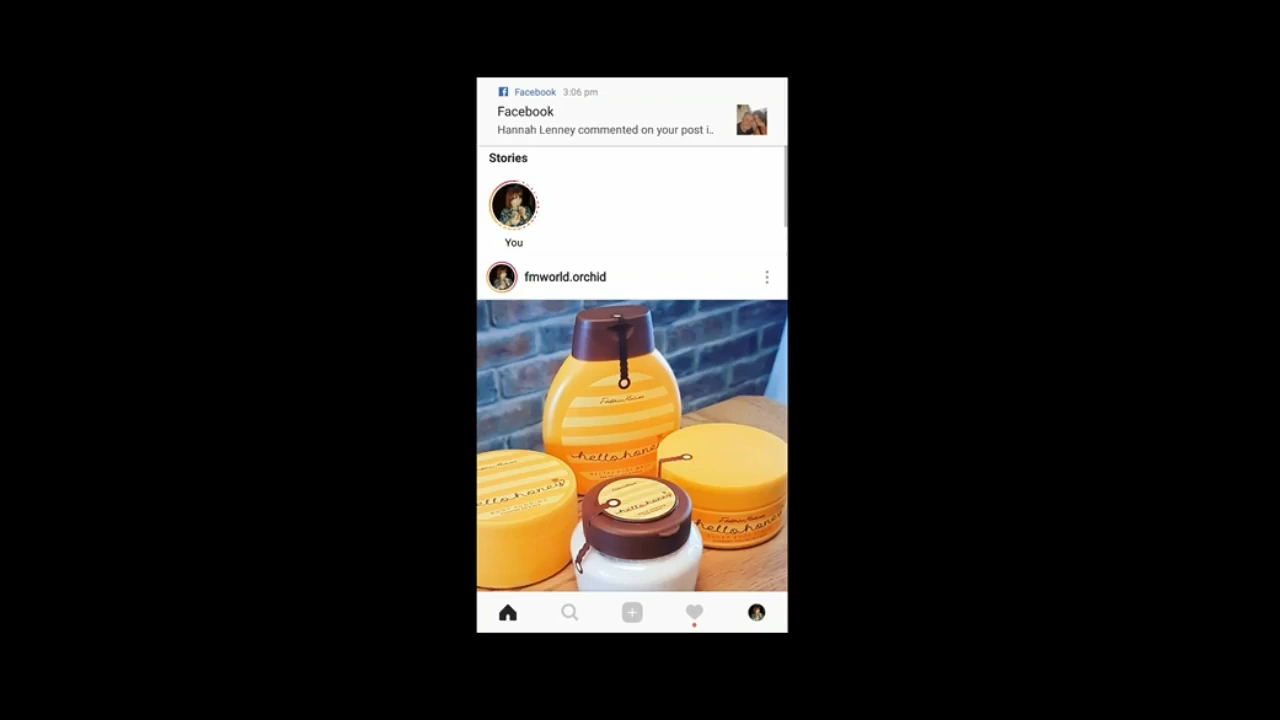 Facebook 3:06 pm
Facebook
Hannah Lenney commented on your post i..
Stories
You
fmworld.orchid
hello hone
hello honey
hello honey
hello honey